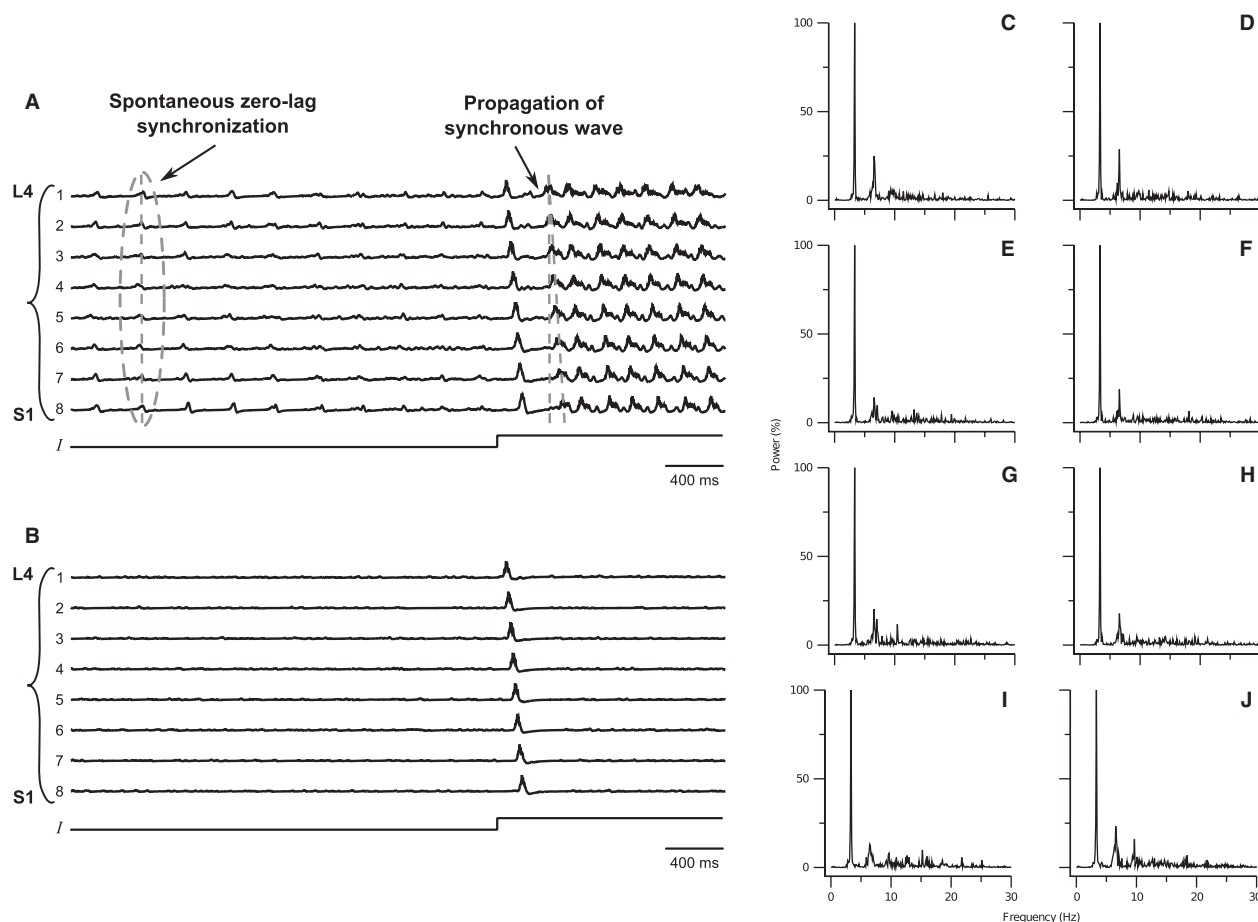 A
Spontaneous zero-lag
synchronization
Propagation of
synchronous wave
L4
1
2
3
4
5
6
7
8
S1
I
400 ms
B
L4
1
2
3
4
5
6
7
8
S1
I
400 ms
C
100
50
0
D
E
100
50
0
F
Power (%)
G
100
50
0
H
I
100
50
0
0 10 20 30
J
0 10 20 30
Frequency (Hz)